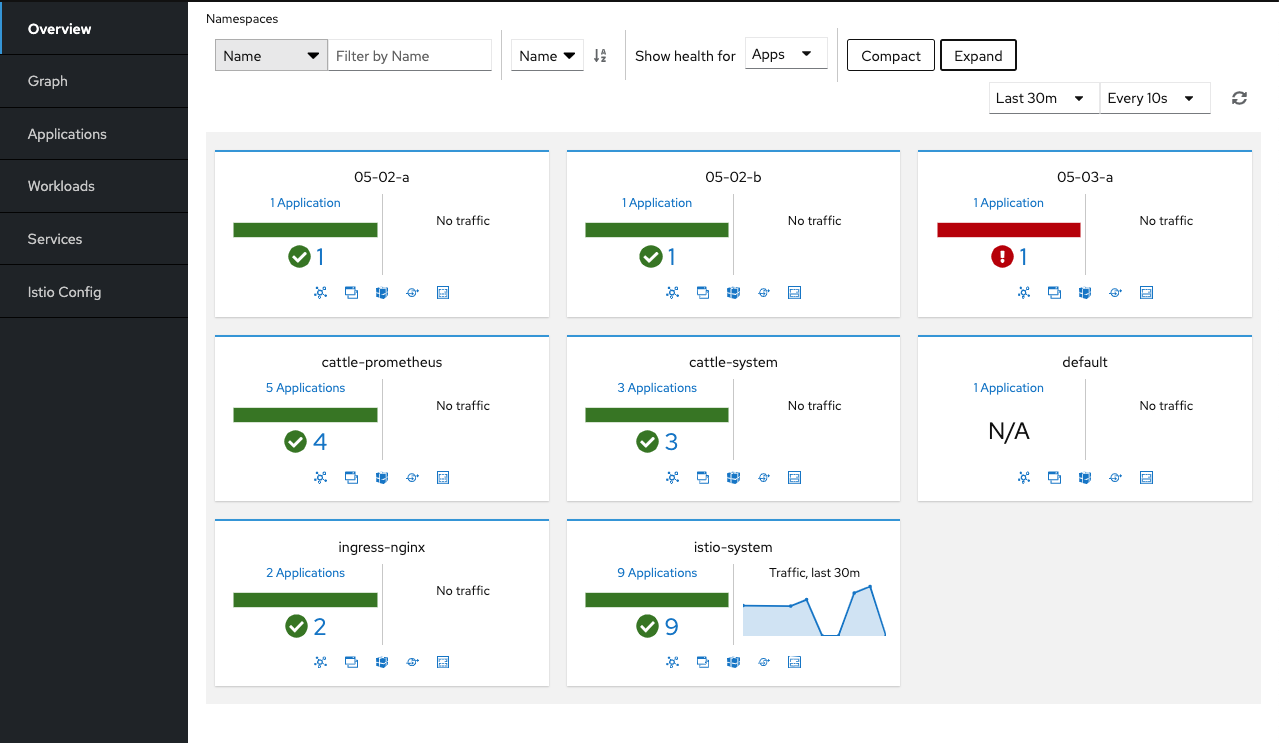 Overview
Graph
Applications
Workloads
Services
Istio Config
Namespaces
Name
Filter by Name
Name
Show health for
Apps
Compact
Expand
Last 30m
Every 10s
05-02-a
1 Application
No traffic
1
05-02-b
1 Application
No traffic
1
05-03-a
1 Application
No traffic
1
cattle-prometheus
5 Applications
No traffic
4
cattle-system
3 Applications
No traffic
3
default
1 Application
No traffic
N/A
ingress-nginx
2 Applications
No traffic
2
istio-system
9 Applications
Traffic, last 30m
9